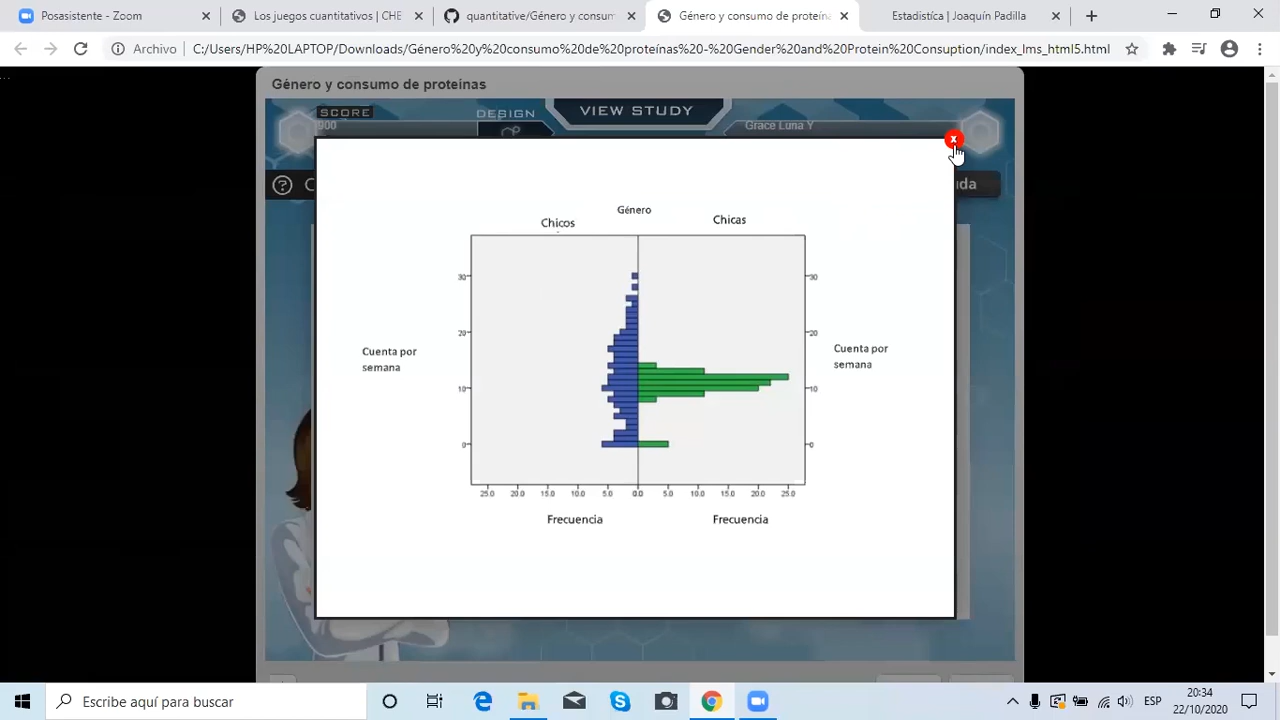 Posasistente - Zoom
Los juegos cuantitativos | CHE
quantitative/Género y consum
Género y consumo de proteína
Estadistíca | Joaquín Padilla
Archivo
C:/Users/HP%20LAPTOP/Downloads/Género%20y%20consumo%20de%20proteínas%20-%20Gender%20and%20Protein%20Consuption/index_lms_html5.html
...
Género y consumo de proteínas
SCORE
DESIGN
VIEW STUDY
900
Grace Luna Y
uda
x
Género
Chicos
Chicas
30
30
20
20
Cuenta por
semana
Cuenta por
semana
10
10
0
0
25.0 20.0 15.0 10.0 5.0 0.0 5.0 10.0 15.0 20.0 25.0
Frecuencia
Frecuencia
Escribe aquí para buscar
ESP
20:34
22/10/2020